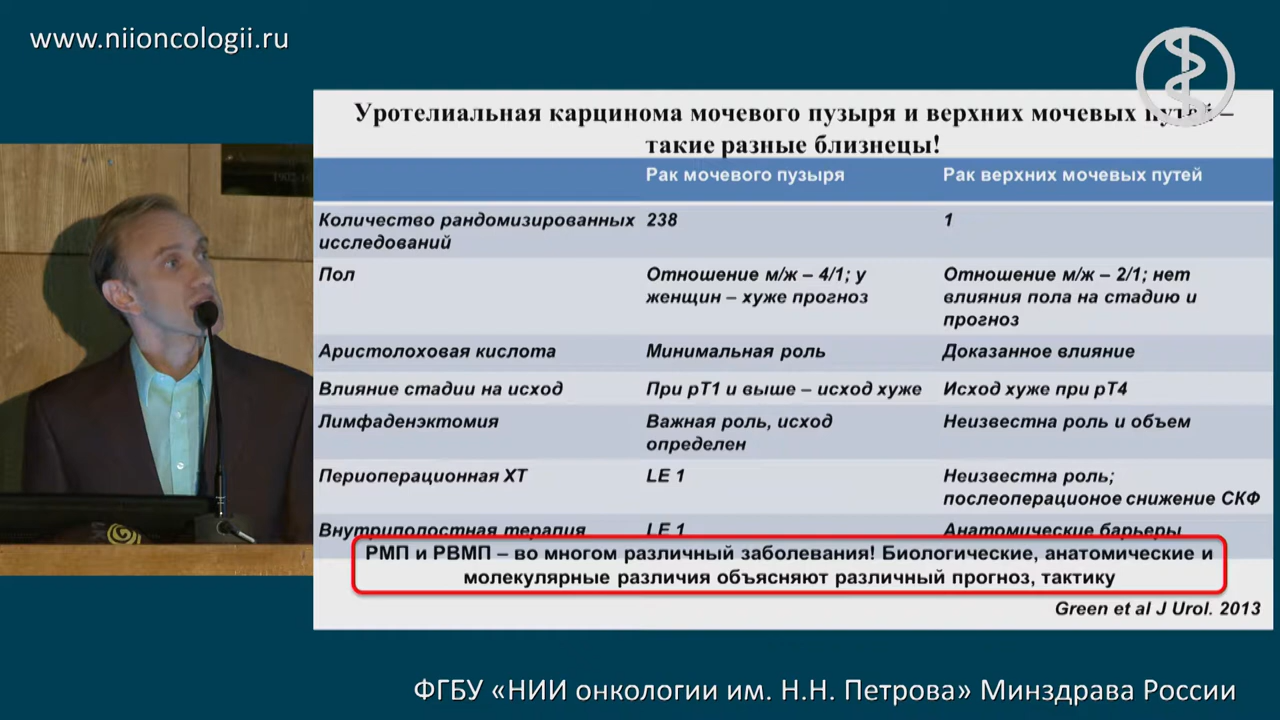 www.niioncologii.ru
Уротелиальная карцинома мочевого пузыря и верхних мочевых путей –
такие разные близнецы!
Рак мочевого пузыря
Рак верхних мочевых путей
Количество рандомизированных
исследований
238
1
Пол
Отношение м/ж – 4/1; у
женщин – хуже прогноз
Отношение м/ж – 2/1; нет
влияния пола на стадию и
прогноз
Аристолоховая кислота
Минимальная роль
Доказанное влияние
Влияние стадии на исход
При рТ1 и выше – исход хуже
Исход хуже при рТ4
Лимфаденэктомия
Важная роль, исход
определен
Неизвестна роль и объем
Периоперационная ХТ
LE 1
Неизвестна роль;
послеоперационое снижение СКФ
Внутриполостная терапия
LE 1
Анатомические барьеры
РМП и РВМП – во многом различный заболевания! Биологические, анатомические и
молекулярные различия объясняют различный прогноз, тактику
Green et al J Urol. 2013
ФГБУ «НИИ онкологии им. Н.Н. Петрова» Минздрава России